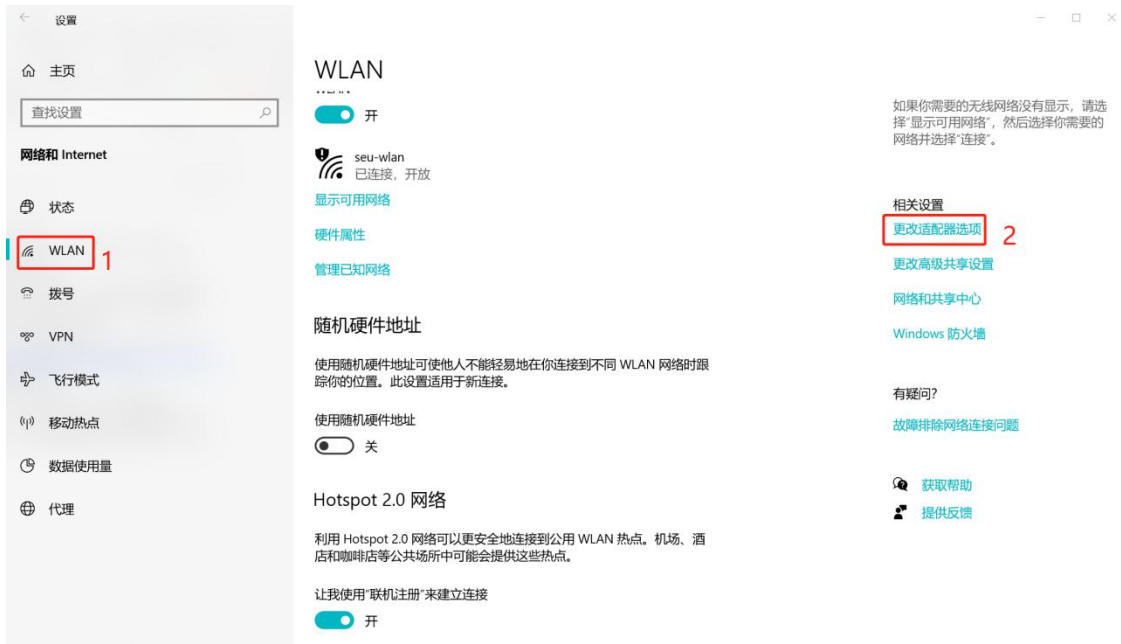 设置
主页
查找设置
网络和 Internet
状态
WLAN
1
拨号
VPN
飞行模式
移动热点
数据使用量
代理
WLAN
WLAN
开
seu-wlan
已连接，开放
显示可用网络
硬件属性
管理已知网络
随机硬件地址
使用随机硬件地址可使他人不能轻易地在你连接到不同 WLAN 网络时跟
踪你的位置。此设置适用于新连接。
使用随机硬件地址
关
Hotspot 2.0 网络
利用 Hotspot 2.0 网络可以更安全地连接到公用 WLAN 热点。机场、酒
店和咖啡店等公共场所中可能会提供这些热点。
让我使用“联机注册”来建立连接
开
如果你需要的无线网络没有显示，请选
择“显示可用网络”，然后选择你需要的
网络并选择“连接”。
相关设置
更改适配器选项
2
更改高级共享设置
网络和共享中心
Windows 防火墙
有疑问?
故障排除网络连接问题
获取帮助
提供反馈